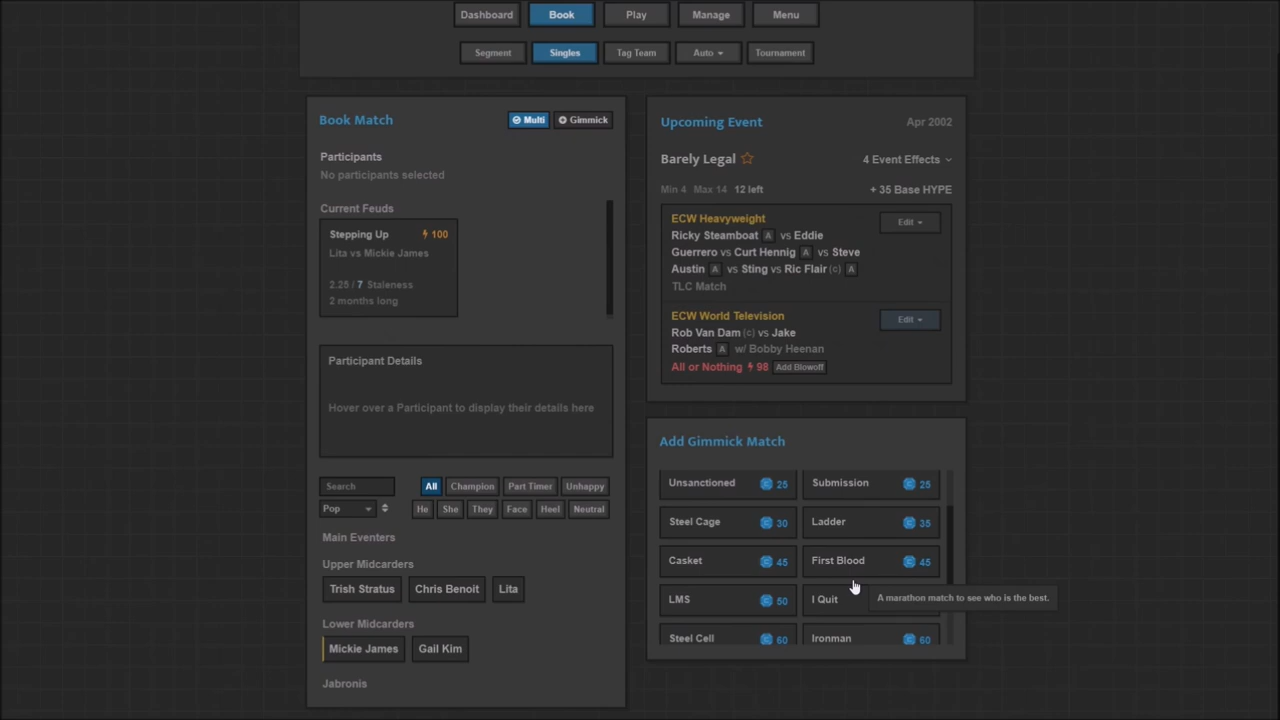 Dashboard Book Play Manage Menu
Segment Singles Tag Team Auto Tournament
Book Match Multi Gimmick
Participants
No participants selected
Current Feuds
Stepping Up 100
Lita vs Mickie James
2.25 / 7 Staleness
2 months long
Participant Details
Hover over a Participant to display their details here
Search All Champion Part Timer Unhappy
Pop He She They Face Heel Neutral
Main Eventers
Upper Midcarders
Trish Stratus Chris Benoit Lita
Lower Midcarders
Mickie James Gail Kim
Jabronis
Upcoming Event Apr 2002
Barely Legal 4 Event Effects
Min 4 Max 14 12 left + 35 Base HYPE
ECW Heavyweight Edit
Ricky Steamboat A vs Eddie
Guerrero vs Curt Hennig A vs Steve
Austin A vs Sting vs Ric Flair (c) A
TLC Match
ECW World Television Edit
Rob Van Dam (c) vs Jake
Roberts A w/ Bobby Heenan
All or Nothing 98 Add Blowoff
Add Gimmick Match
Unsanctioned 25 Submission 25
Steel Cage 30 Ladder 35
Casket 45 First Blood 45
LMS 50 I Quit
A marathon match to see who is the best.
Steel Cell 60 Ironman 60